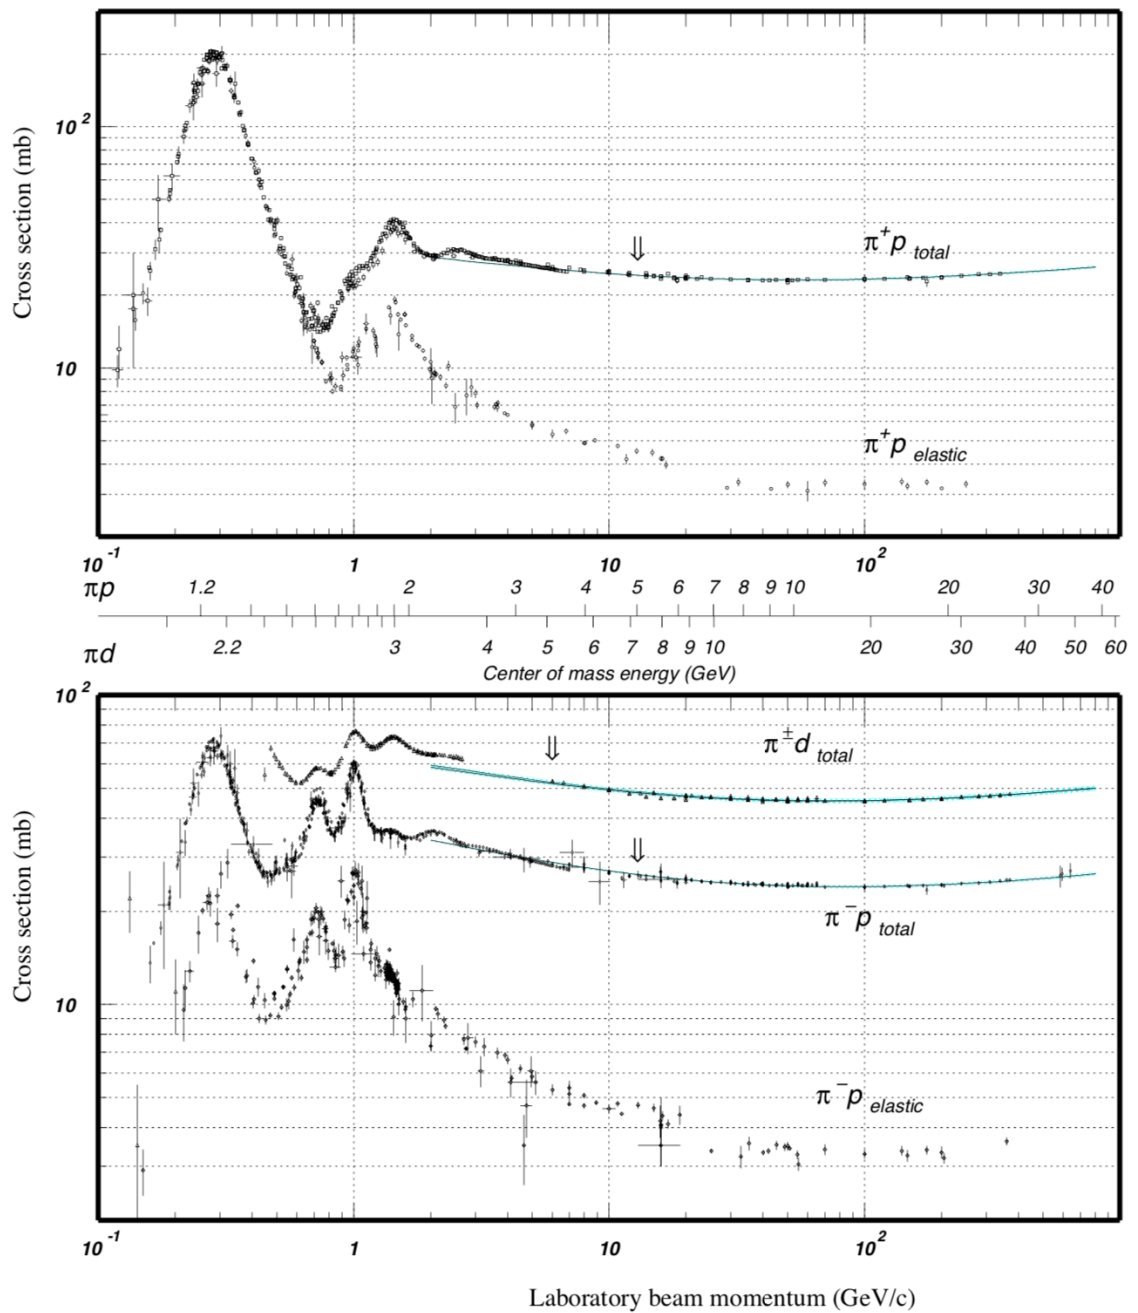 Cross section (mb)
10²
10
π⁺p total
⇓
π⁺p elastic
10⁻¹ 1 10 10²
πp 1.2 2 3 4 5 6 7 8 9 10 20 30 40
πd 2.2 3 4 5 6 7 8 9 10 20 30 40 50 60
Center of mass energy (GeV)
Cross section (mb)
10²
10
π±d total
⇓
⇓
π⁻p total
π⁻p elastic
10⁻¹ 1 10 10²
Laboratory beam momentum (GeV/c)